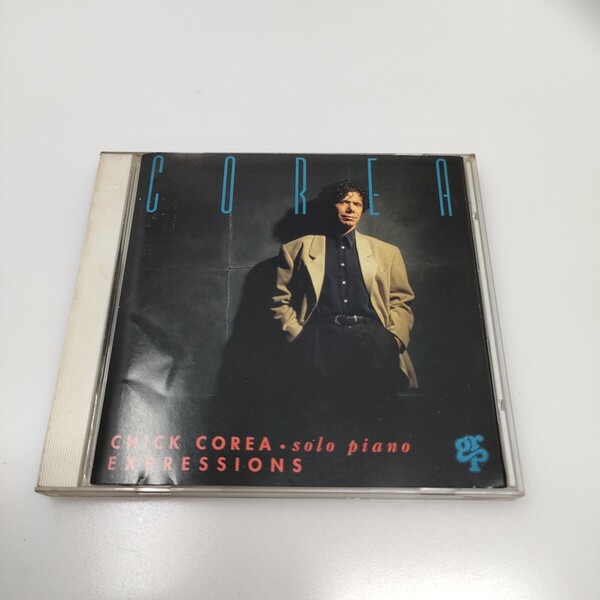 COREA
CHICK COREA • solo piano
EXPRESSIONS
grp